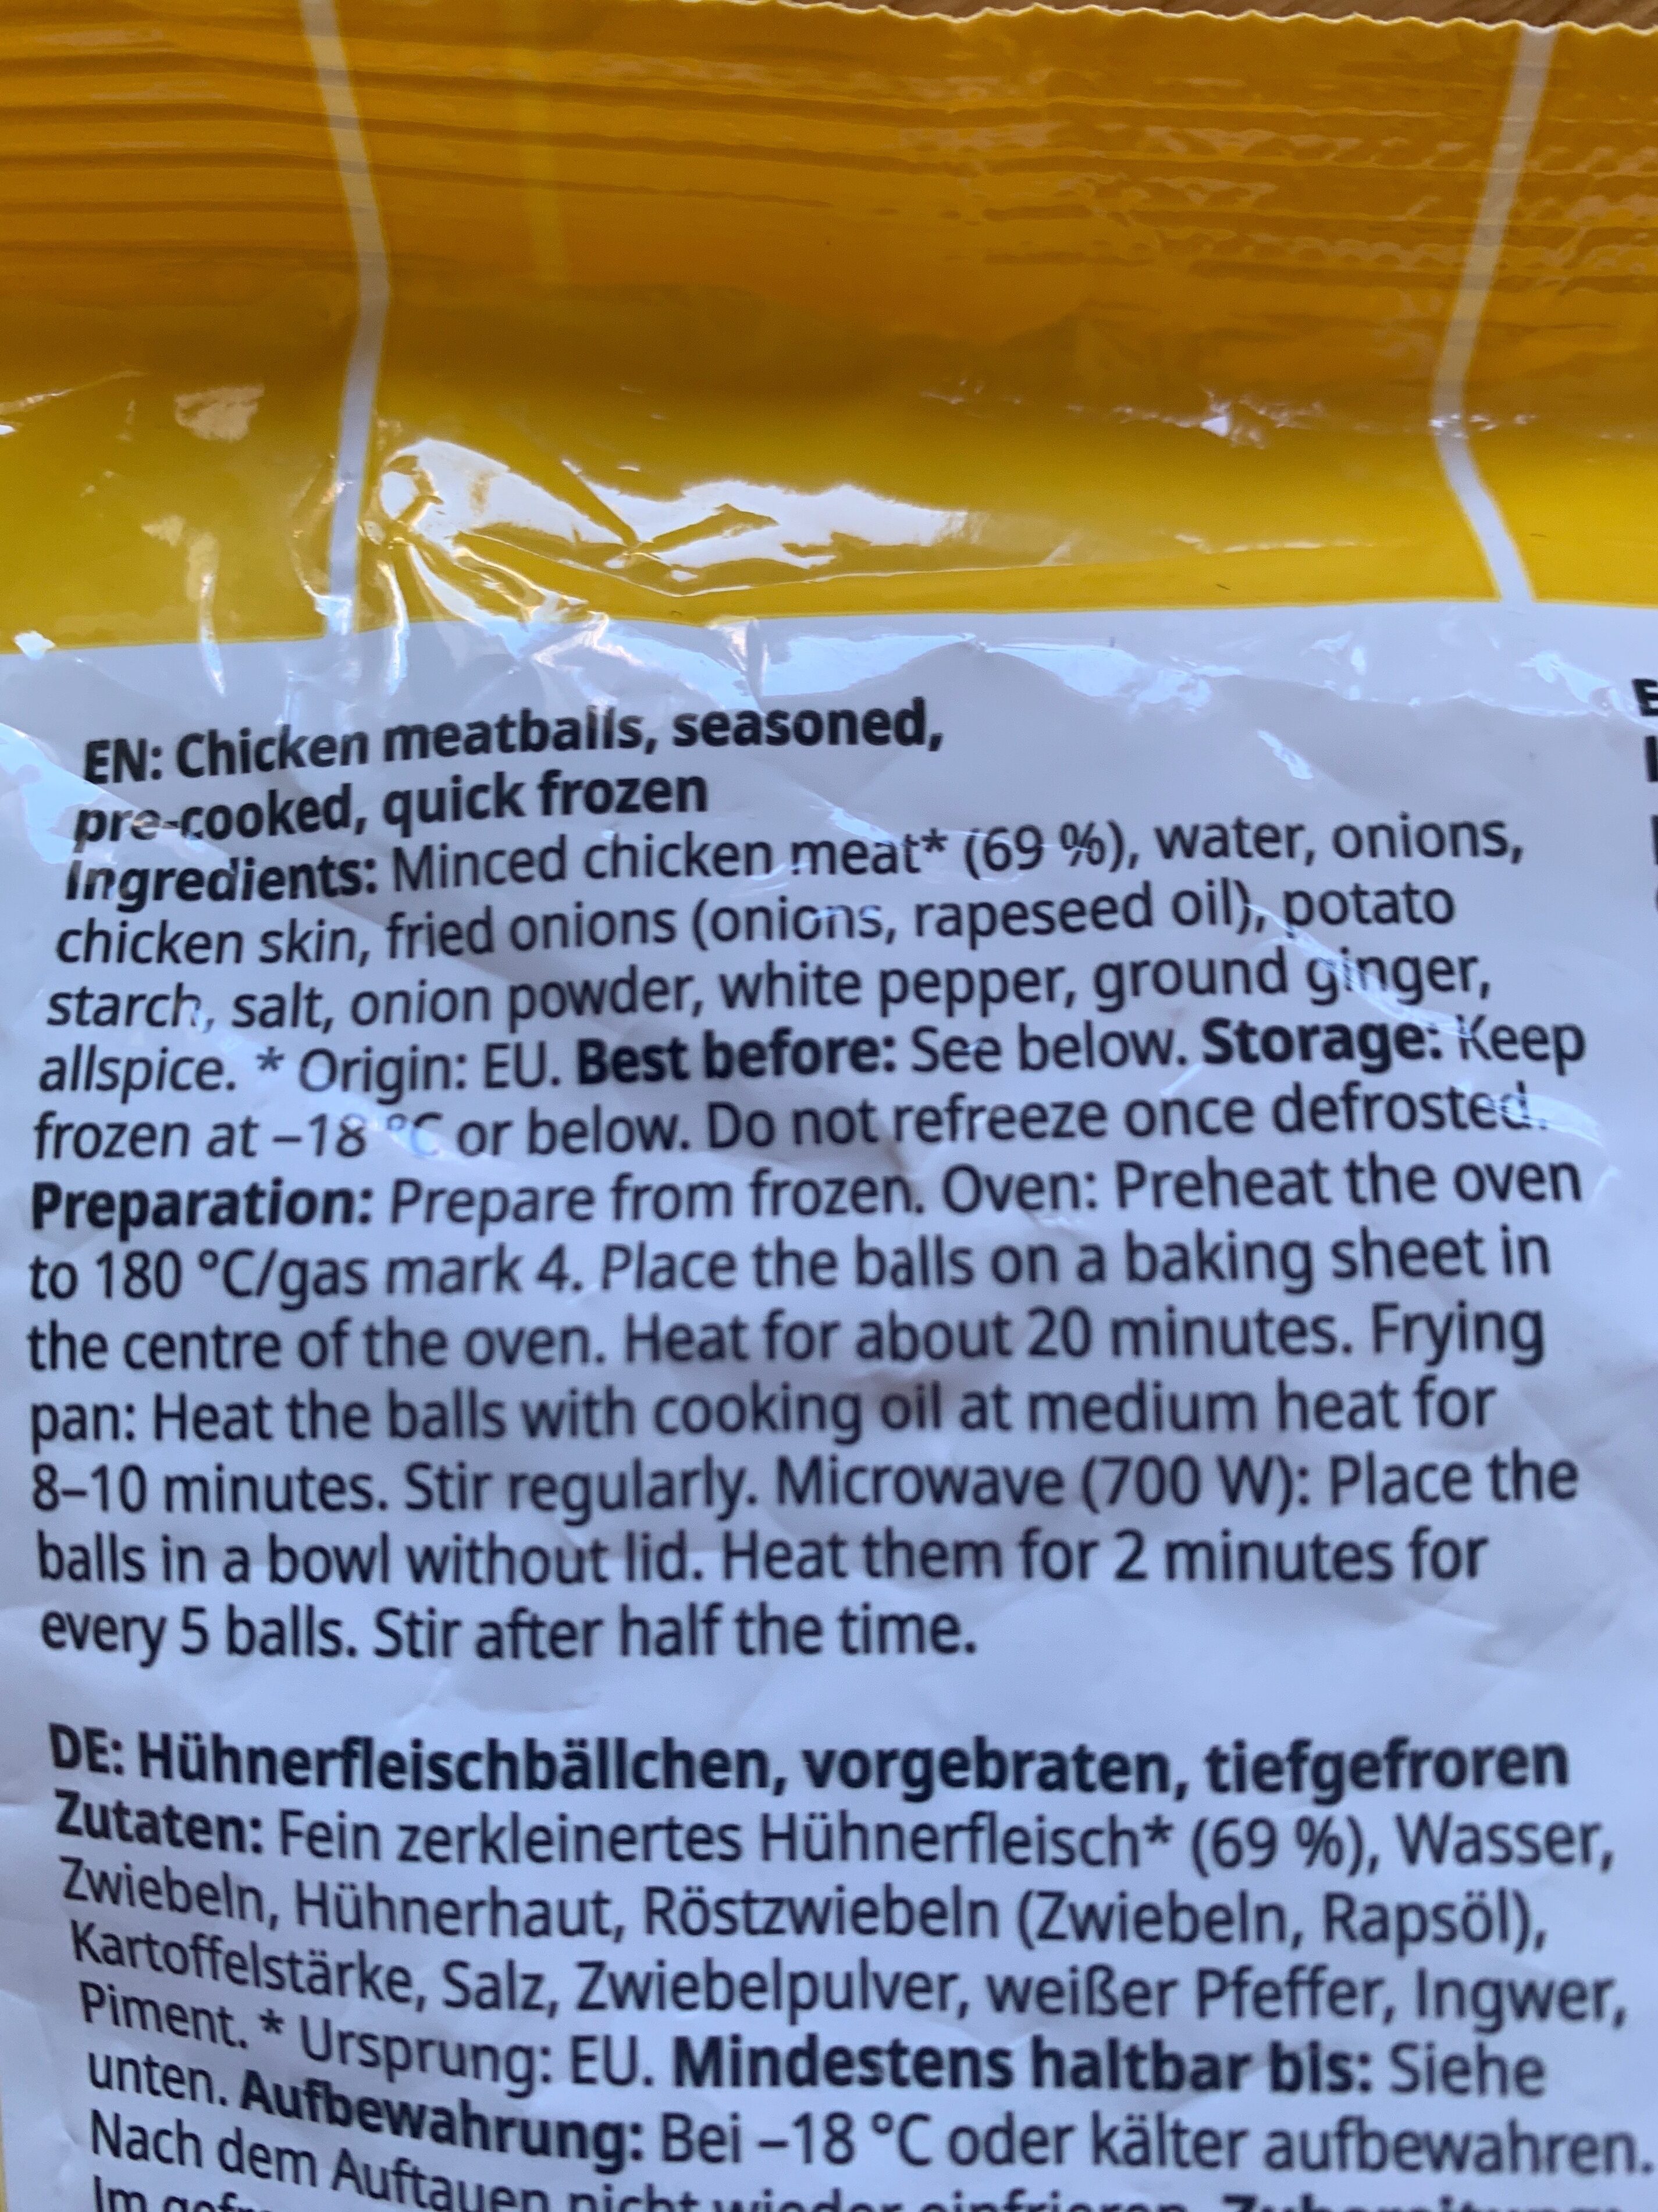 EN: Chicken meatballs, seasoned,
pre-cooked, quick frozen
Ingredients: Minced chicken meat* (69 %), water, onions,
chicken skin, fried onions (onions, rapeseed oil), potato
starch, salt, onion powder, white pepper, ground ginger,
allspice. * Origin: EU. Best before: See below. Storage: Keep
frozen at –18 °C or below. Do not refreeze once defrosted.
Preparation: Prepare from frozen. Oven: Preheat the oven
to 180 °C/gas mark 4. Place the balls on a baking sheet in
the centre of the oven. Heat for about 20 minutes. Frying
pan: Heat the balls with cooking oil at medium heat for
8–10 minutes. Stir regularly. Microwave (700 W): Place the
balls in a bowl without lid. Heat them for 2 minutes for
every 5 balls. Stir after half the time.
DE: Hühnerfleischbällchen, vorgebraten, tiefgefroren
Zutaten: Fein zerkleinertes Hühnerfleisch* (69 %), Wasser,
Zwiebeln, Hühnerhaut, Röstzwiebeln (Zwiebeln, Rapsöl),
Kartoffelstärke, Salz, Zwiebelpulver, weißer Pfeffer, Ingwer,
Piment. * Ursprung: EU. Mindestens haltbar bis: Siehe
unten. Aufbewahrung: Bei –18 °C oder kälter aufbewahren.
Nach dem Auftauen nicht wieder einfrieren.
Im